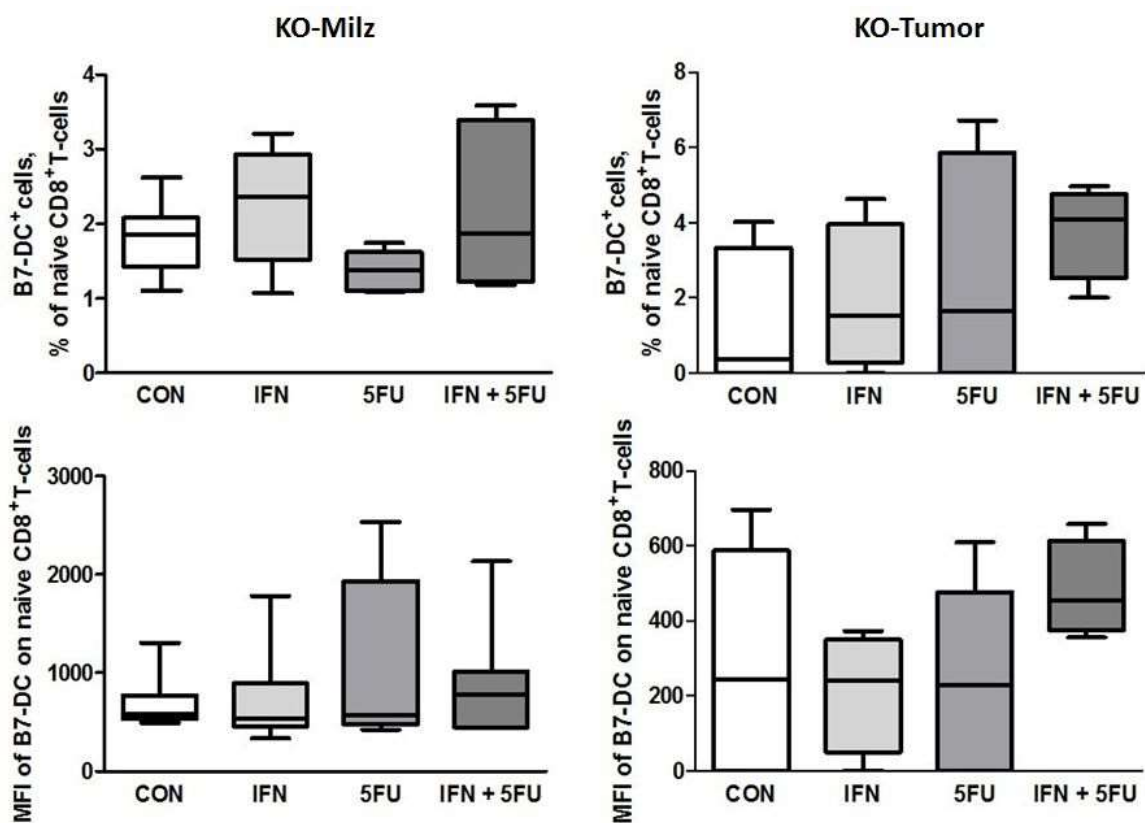 KO-Milz
KO-Tumor
B7-DC⁺cells,
% of naive CD8⁺T-cells
4
3
2
1
0
CON IFN 5FU IFN + 5FU
B7-DC⁺cells,
% of naive CD8⁺T-cells
8
6
4
2
0
CON IFN 5FU IFN + 5FU
MFI of B7-DC on naive CD8⁺T-cells
3000
2000
1000
0
CON IFN 5FU IFN + 5FU
MFI of B7-DC on naive CD8⁺T-cells
800
600
400
200
0
CON IFN 5FU IFN + 5FU